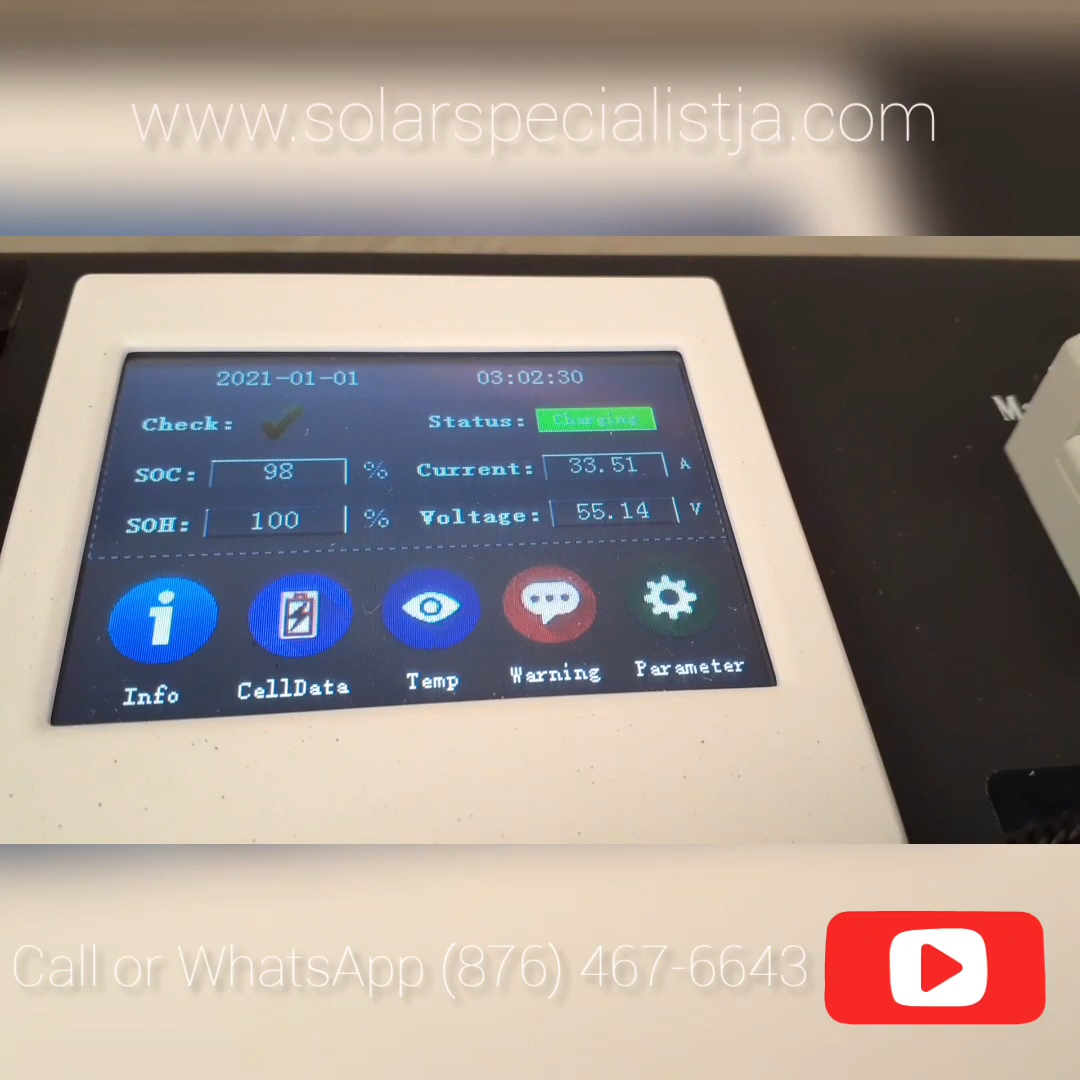 www.solarspecialistja.com
2021-01-01 03:02:30
Check: Status: Charging
SOC: 98 % Current: 33.51 A
SOH: 100 % Voltage: 55.14 V
Info CellData Temp Warning Parameter
Call or WhatsApp (876) 467-6643